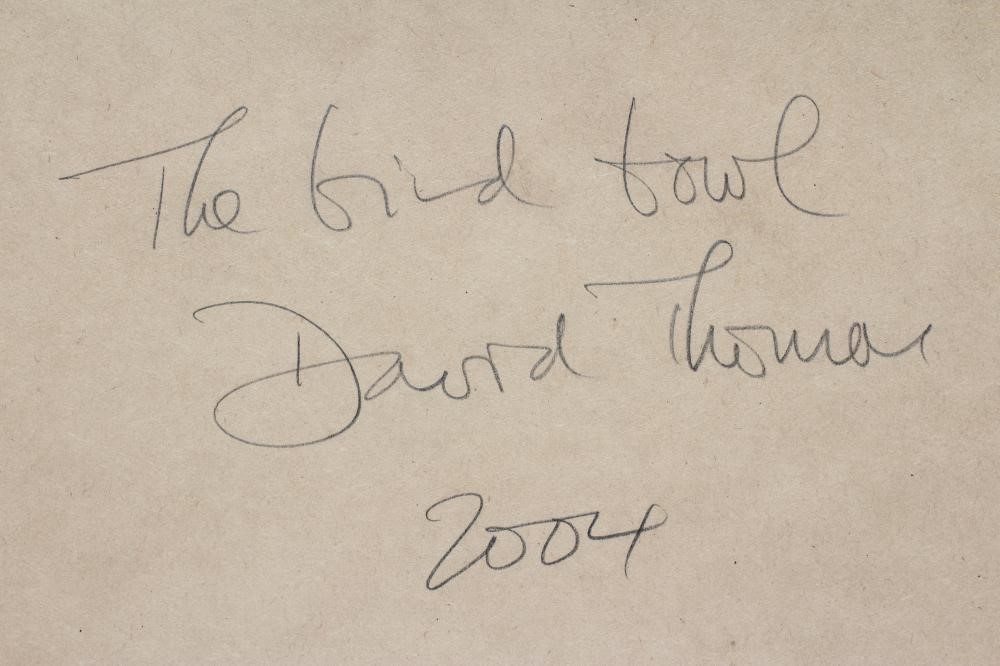 The bird bowl
David Thomas
2004